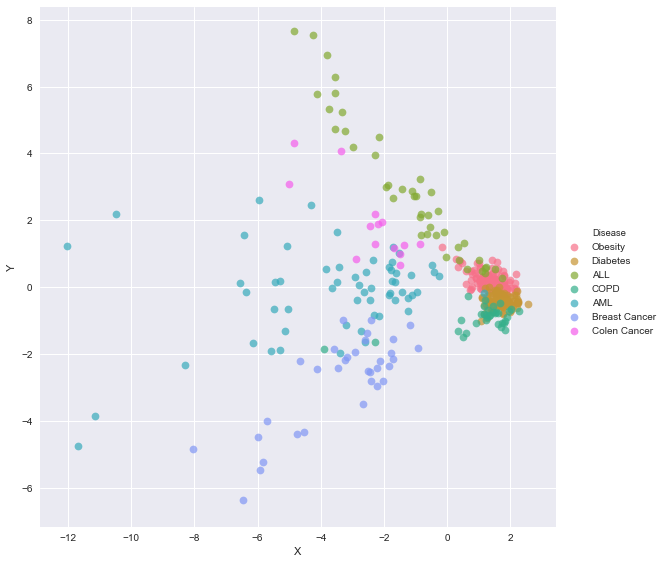 8
6
4
2
0
−2
−4
−6
Y
−12
−10
−8
−6
−4
−2
0
2
X
Disease
Obesity
Diabetes
ALL
COPD
AML
Breast Cancer
Colen Cancer